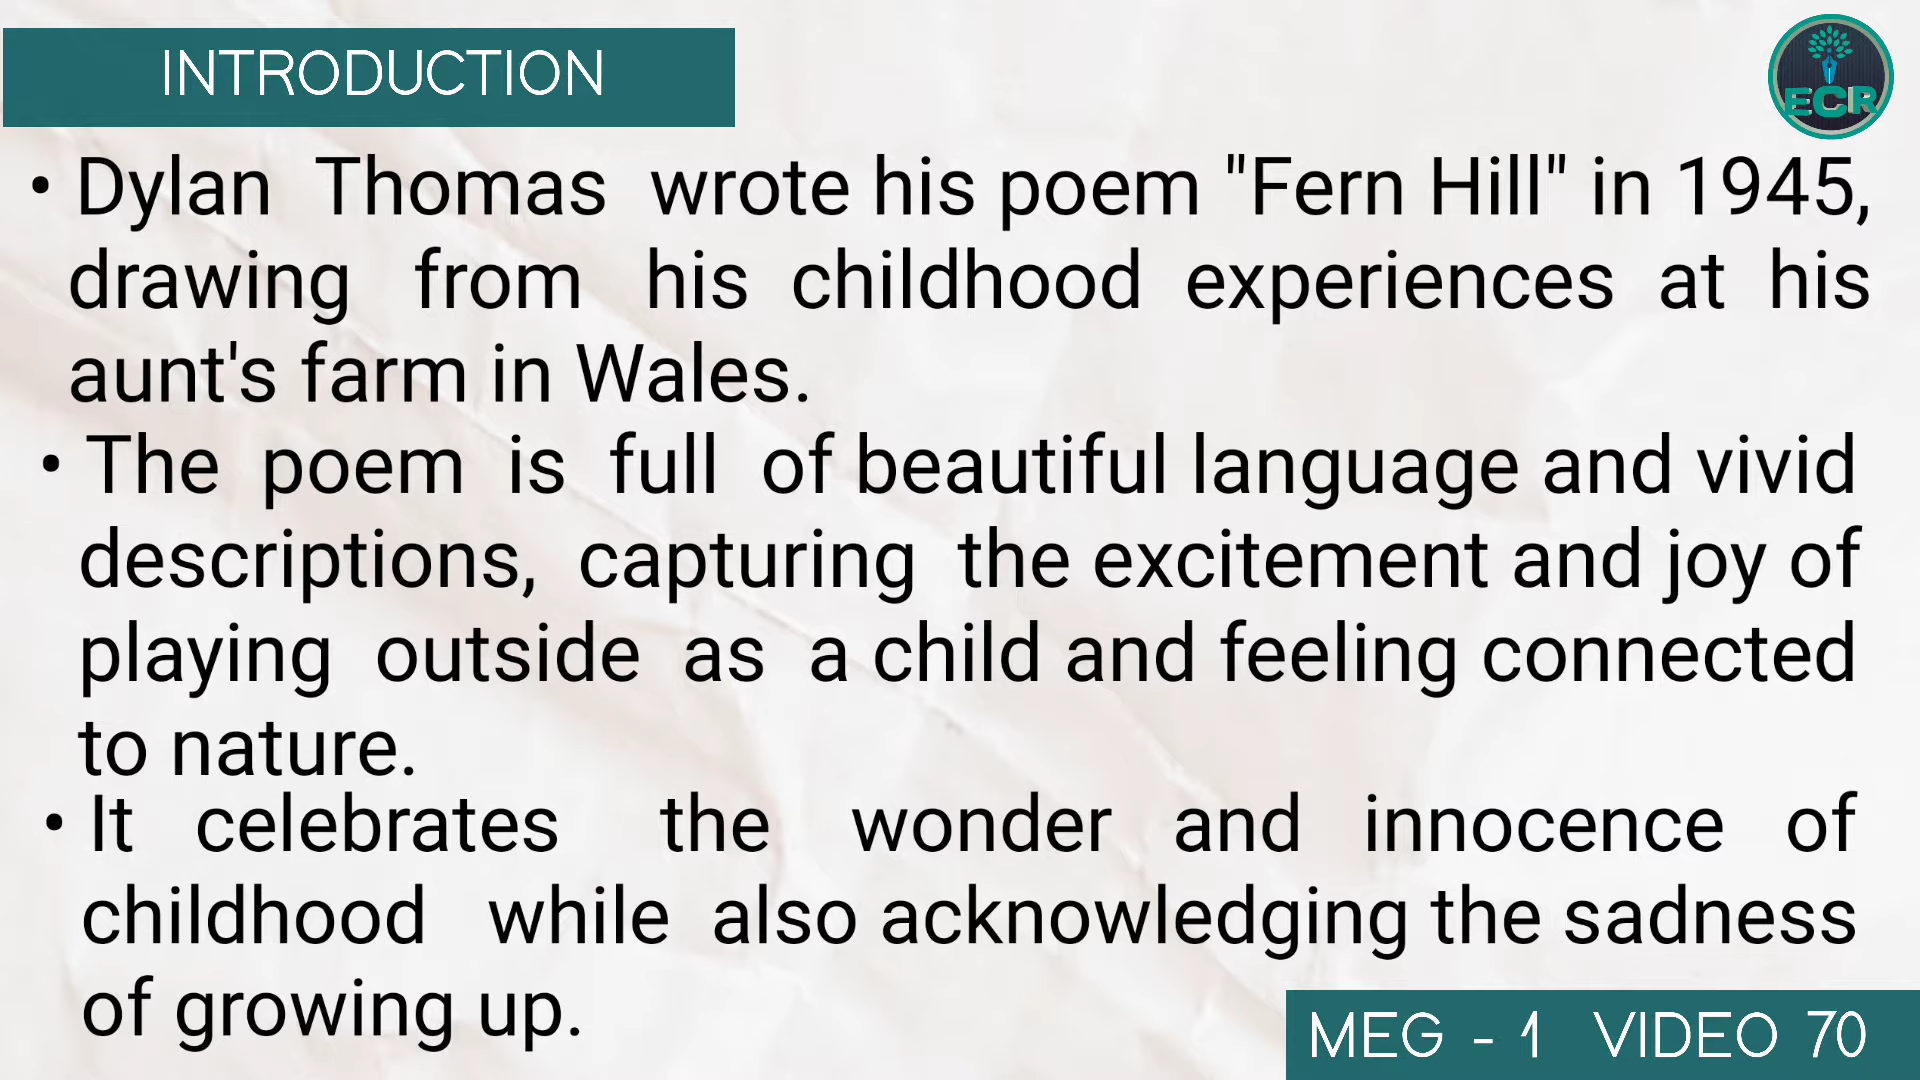 INTRODUCTION
ECR
• Dylan Thomas wrote his poem "Fern Hill" in 1945,
drawing from his childhood experiences at his
aunt's farm in Wales.
• The poem is full of beautiful language and vivid
descriptions, capturing the excitement and joy of
playing outside as a child and feeling connected
to nature.
• It celebrates the wonder and innocence of
childhood while also acknowledging the sadness
of growing up.
MEG - 1 VIDEO 70